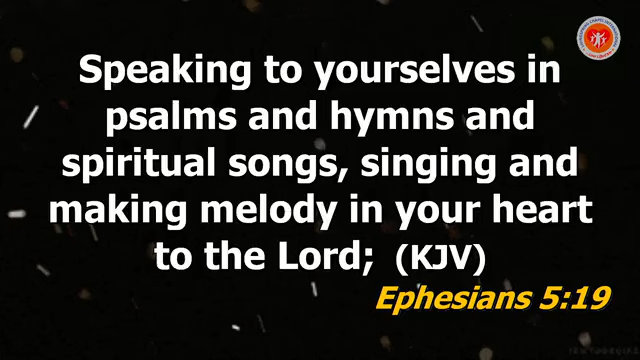 Speaking to yourselves in
psalms and hymns and
spiritual songs, singing and
making melody in your heart
to the Lord; (KJV)
Ephesians 5:19